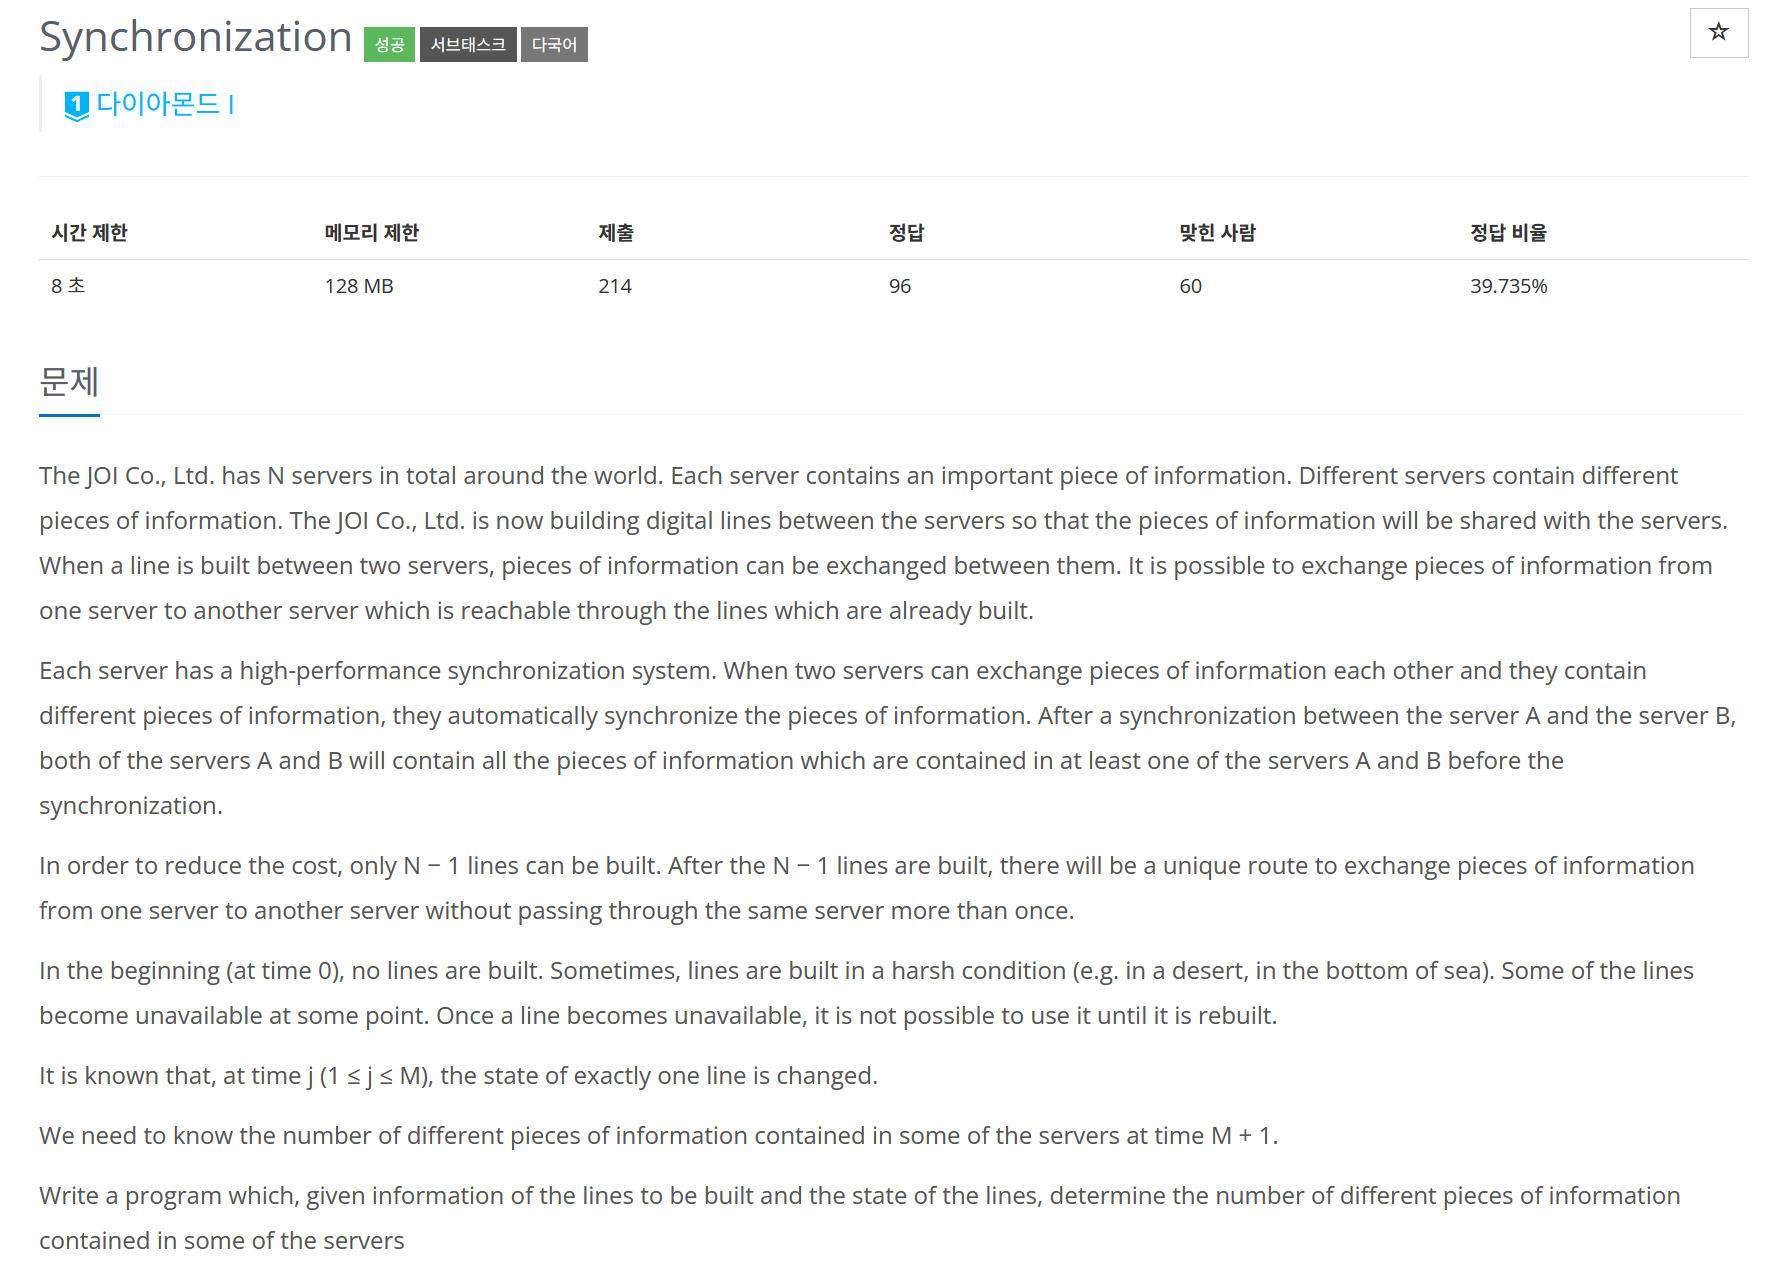 Synchronization 성공 서브태스크 다국어
☆
1 다이아몬드 I
시간 제한 메모리 제한 제출 정답 맞힌 사람 정답 비율
8 초 128 MB 214 96 60 39.735%
문제
The JOI Co., Ltd. has N servers in total around the world. Each server contains an important piece of information. Different servers contain different
pieces of information. The JOI Co., Ltd. is now building digital lines between the servers so that the pieces of information will be shared with the servers.
When a line is built between two servers, pieces of information can be exchanged between them. It is possible to exchange pieces of information from
one server to another server which is reachable through the lines which are already built.
Each server has a high-performance synchronization system. When two servers can exchange pieces of information each other and they contain
different pieces of information, they automatically synchronize the pieces of information. After a synchronization between the server A and the server B,
both of the servers A and B will contain all the pieces of information which are contained in at least one of the servers A and B before the
synchronization.
In order to reduce the cost, only N − 1 lines can be built. After the N − 1 lines are built, there will be a unique route to exchange pieces of information
from one server to another server without passing through the same server more than once.
In the beginning (at time 0), no lines are built. Sometimes, lines are built in a harsh condition (e.g. in a desert, in the bottom of sea). Some of the lines
become unavailable at some point. Once a line becomes unavailable, it is not possible to use it until it is rebuilt.
It is known that, at time j (1 ≤ j ≤ M), the state of exactly one line is changed.
We need to know the number of different pieces of information contained in some of the servers at time M + 1.
Write a program which, given information of the lines to be built and the state of the lines, determine the number of different pieces of information
contained in some of the servers